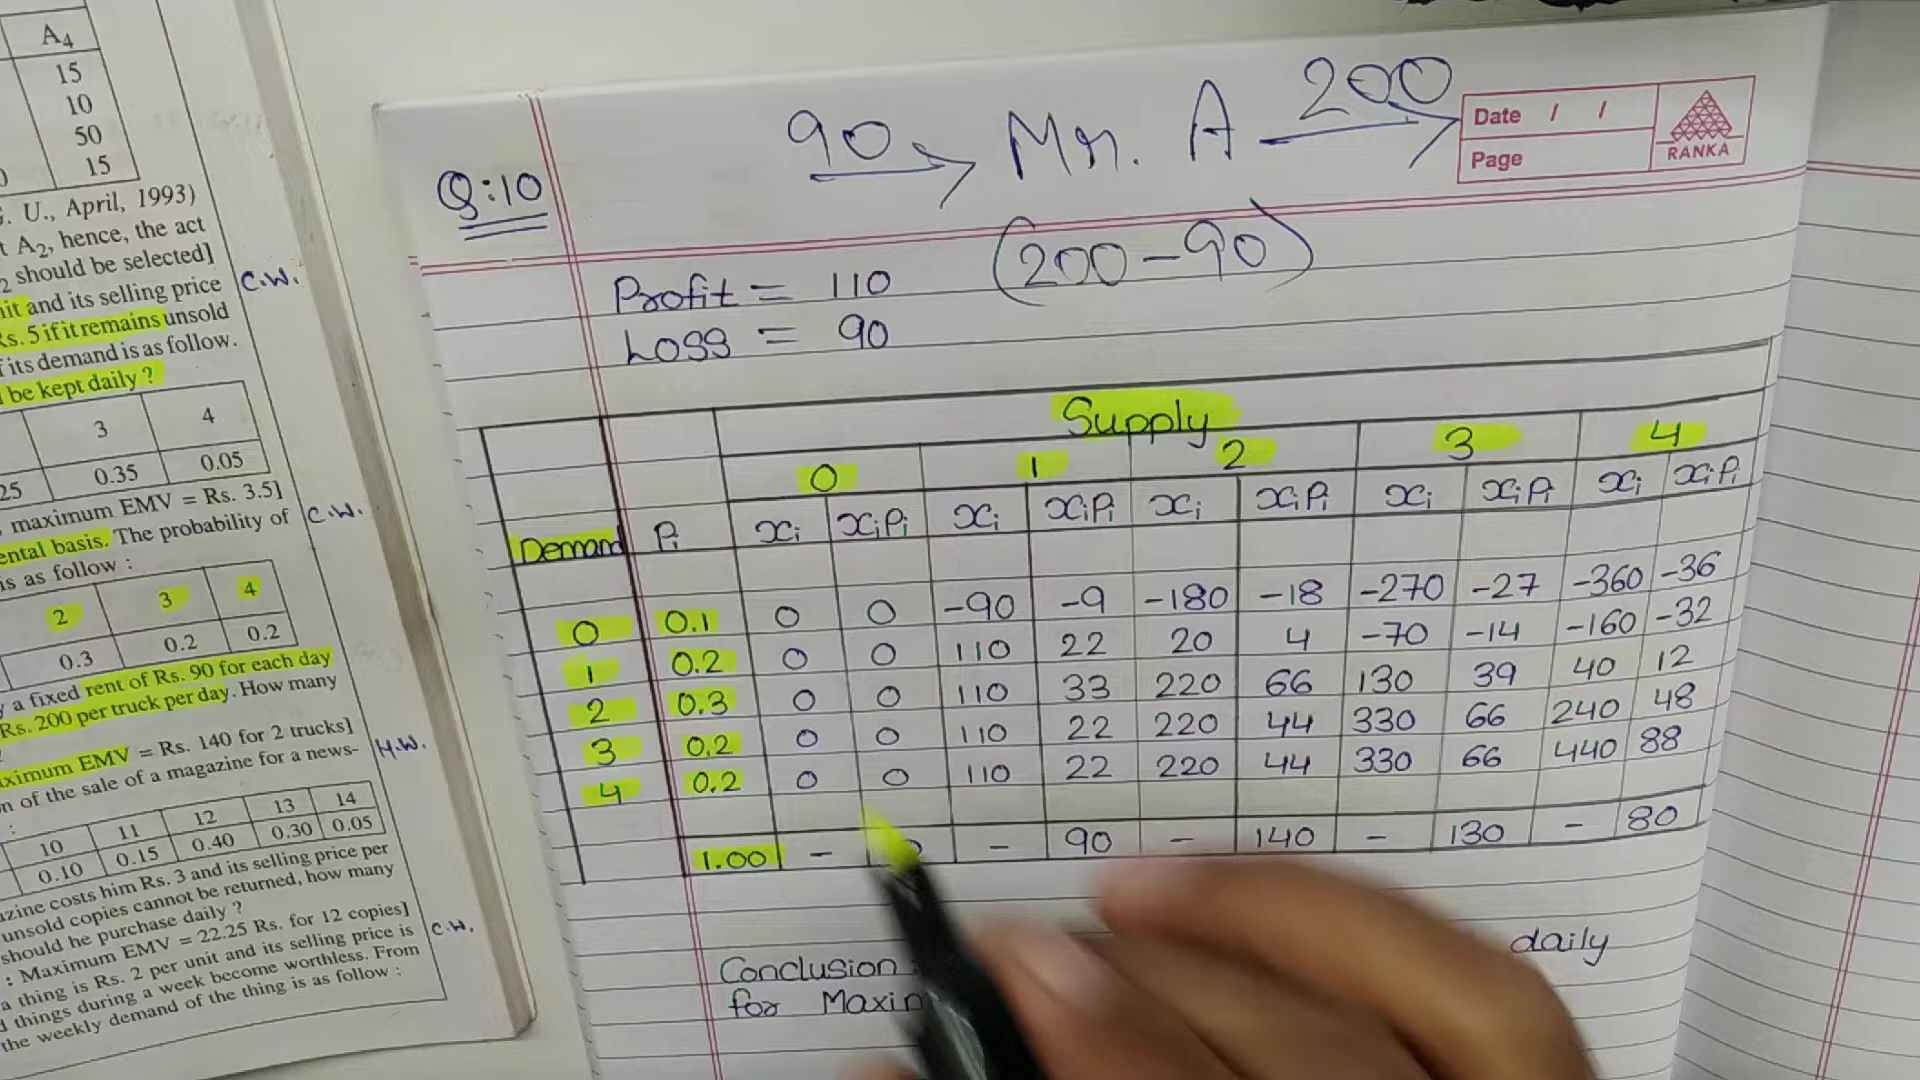 A4
15
10
50
15
G. U., April, 1993)
t A2, hence, the act
2 should be selected]
and its selling price C.W.
Rs. 5 if it remains unsold
its demand is as follow.
be kept daily ?
3 4
25 0.35 0.05
, maximum EMV = Rs. 3.5]
ental basis. The probability of C.W.
is as follow :
2 3 4
0.3 0.2 0.2
y a fixed rent of Rs. 90 for each day
Rs. 200 per truck per day. How many
ximum EMV = Rs. 140 for 2 trucks]
n of the sale of a magazine for a news- H.W.
:
10 11 12 13 14
0.10 0.15 0.40 0.30 0.05
azine costs him Rs. 3 and its selling price per
unsold copies cannot be returned, how many
should he purchase daily ?
: Maximum EMV = 22.25 Rs. for 12 copies]
a thing is Rs. 2 per unit and its selling price is C.W.
d things during a week become worthless. From
the weekly demand of the thing is as follow :
90 → Mr. A 200 →
Date / /
Page
RANKA
Q:10
Profit = 110 (200-90)
Loss = 90
Supply
0 1 2 3 4
Demand Pi xi xiPi xi xiPi xi xiPi xi xiPi xi xiPi
0 0.1 0 0 -90 -9 -180 -18 -270 -27 -360 -36
1 0.2 0 0 110 22 20 4 -70 -14 -160 -32
2 0.3 0 0 110 33 220 66 130 39 40 12
3 0.2 0 0 110 22 220 44 330 66 240 48
4 0.2 0 0 110 22 220 44 330 66 440 88
1.00 - - 90 - 140 - 130 - 80
Conclusion : daily
for